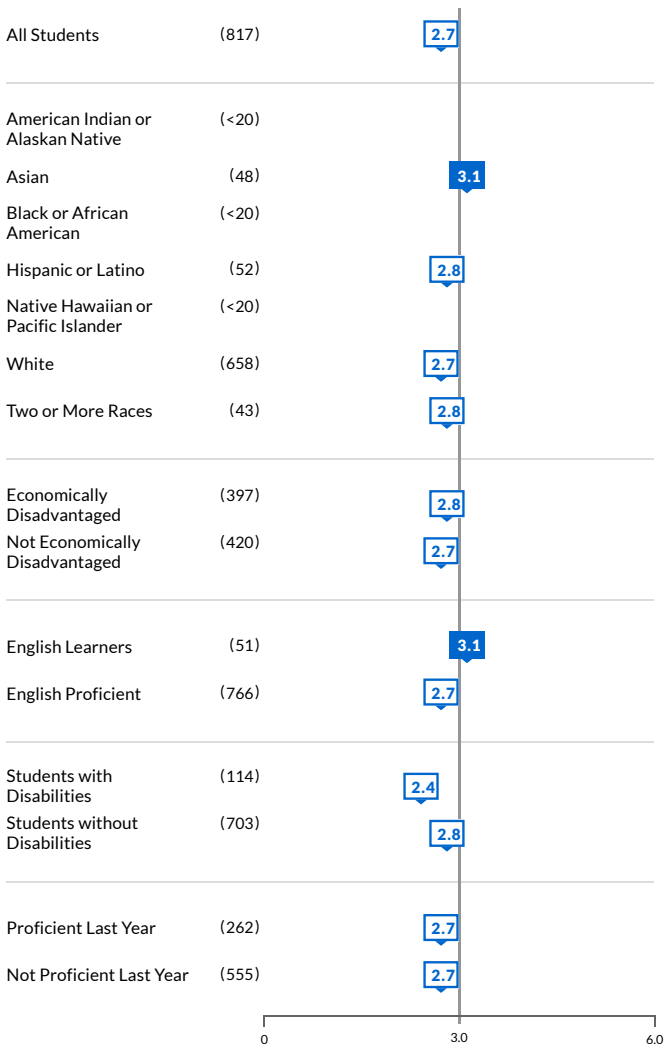 All Students (817) 2.7
American Indian or (<20)
Alaskan Native
Asian (48) 3.1
Black or African (<20)
American
Hispanic or Latino (52) 2.8
Native Hawaiian or (<20)
Pacific Islander
White (658) 2.7
Two or More Races (43) 2.8
Economically (397) 2.8
Disadvantaged
Not Economically (420) 2.7
Disadvantaged
English Learners (51) 3.1
English Proficient (766) 2.7
Students with (114) 2.4
Disabilities
Students without (703) 2.8
Disabilities
Proficient Last Year (262) 2.7
Not Proficient Last Year (555) 2.7
0 3.0 6.0